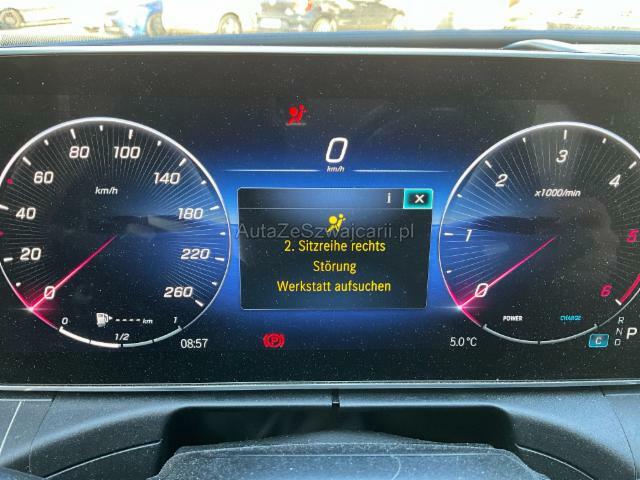 0
km/h
20 40 60 80 100 120 140 180 220 260
km/h
0
1 2 3 4 5 6
x1000/min
0
i ×
AutaZeSzwajcarii.pl
2. Sitzreihe rechts
Störung
Werkstatt aufsuchen
--,-- km
0 1/2 1
08:57
P
5.0 °C
POWER CHARGE
C
R
N
D
P